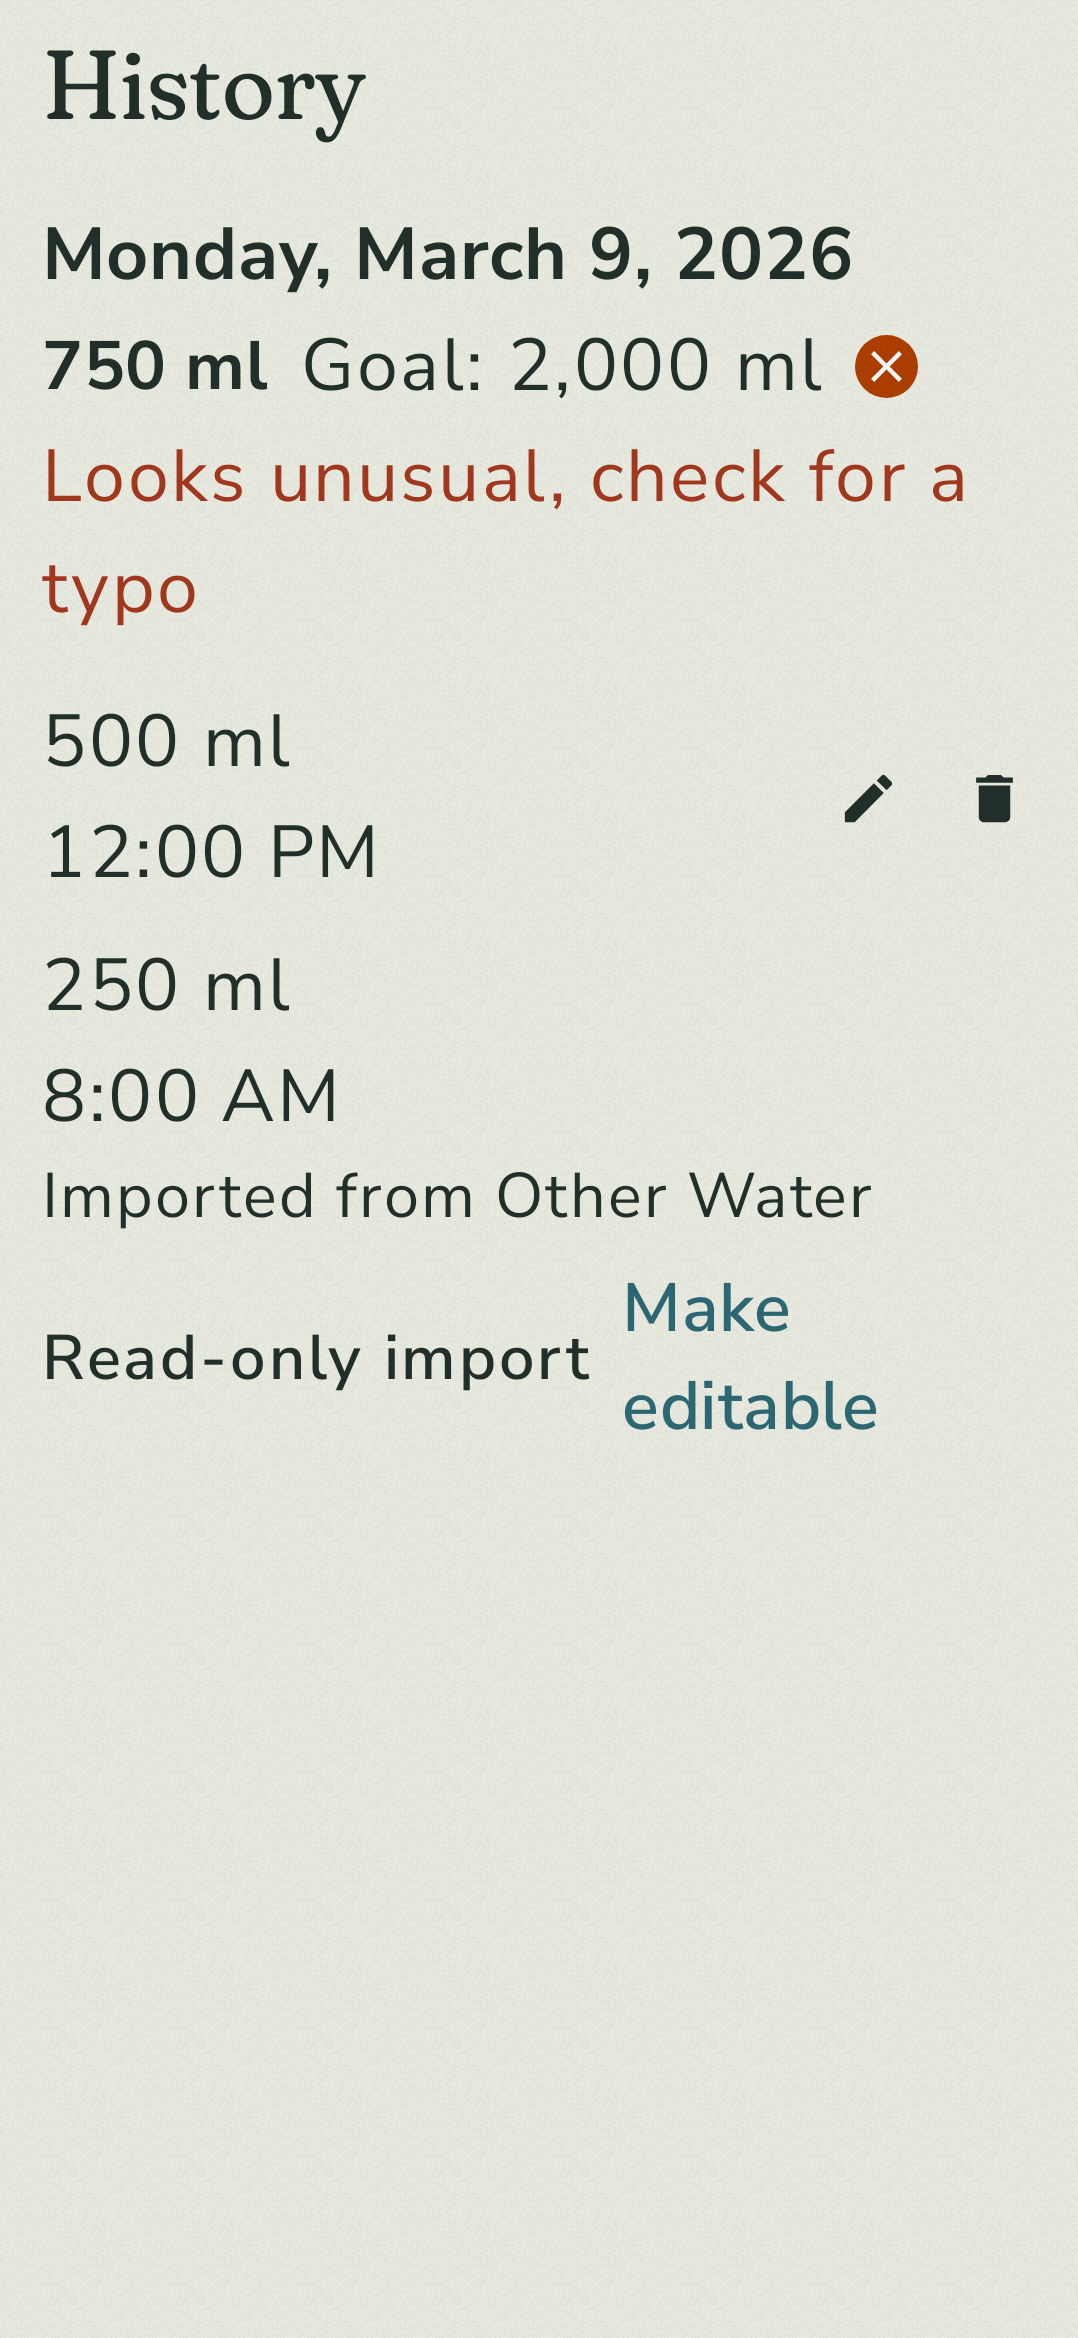 History
Monday, March 9, 2026
750 ml Goal: 2,000 ml
Looks unusual, check for a
typo
500 ml
12:00 PM
250 ml
8:00 AM
Imported from Other Water
Read-only import
Make
editable